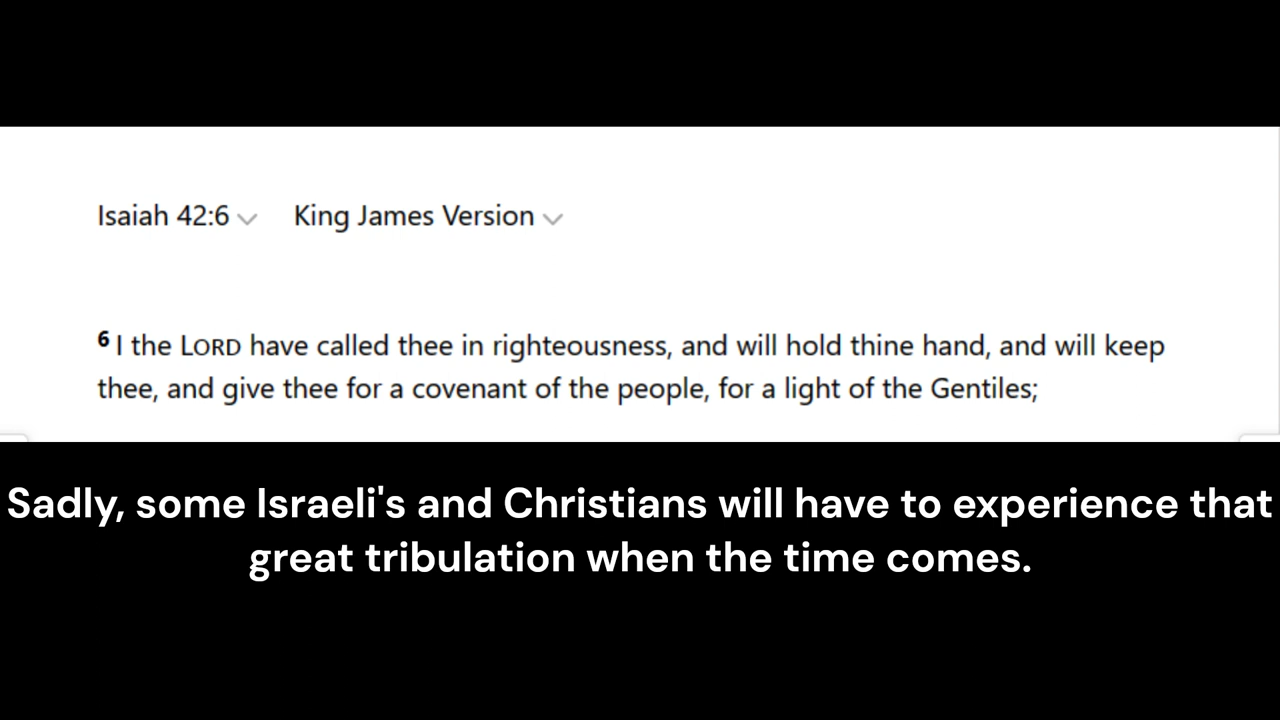 Isaiah 42:6 King James Version
6 I the LORD have called thee in righteousness, and will hold thine hand, and will keep
thee, and give thee for a covenant of the people, for a light of the Gentiles;
Sadly, some Israeli's and Christians will have to experience that
great tribulation when the time comes.